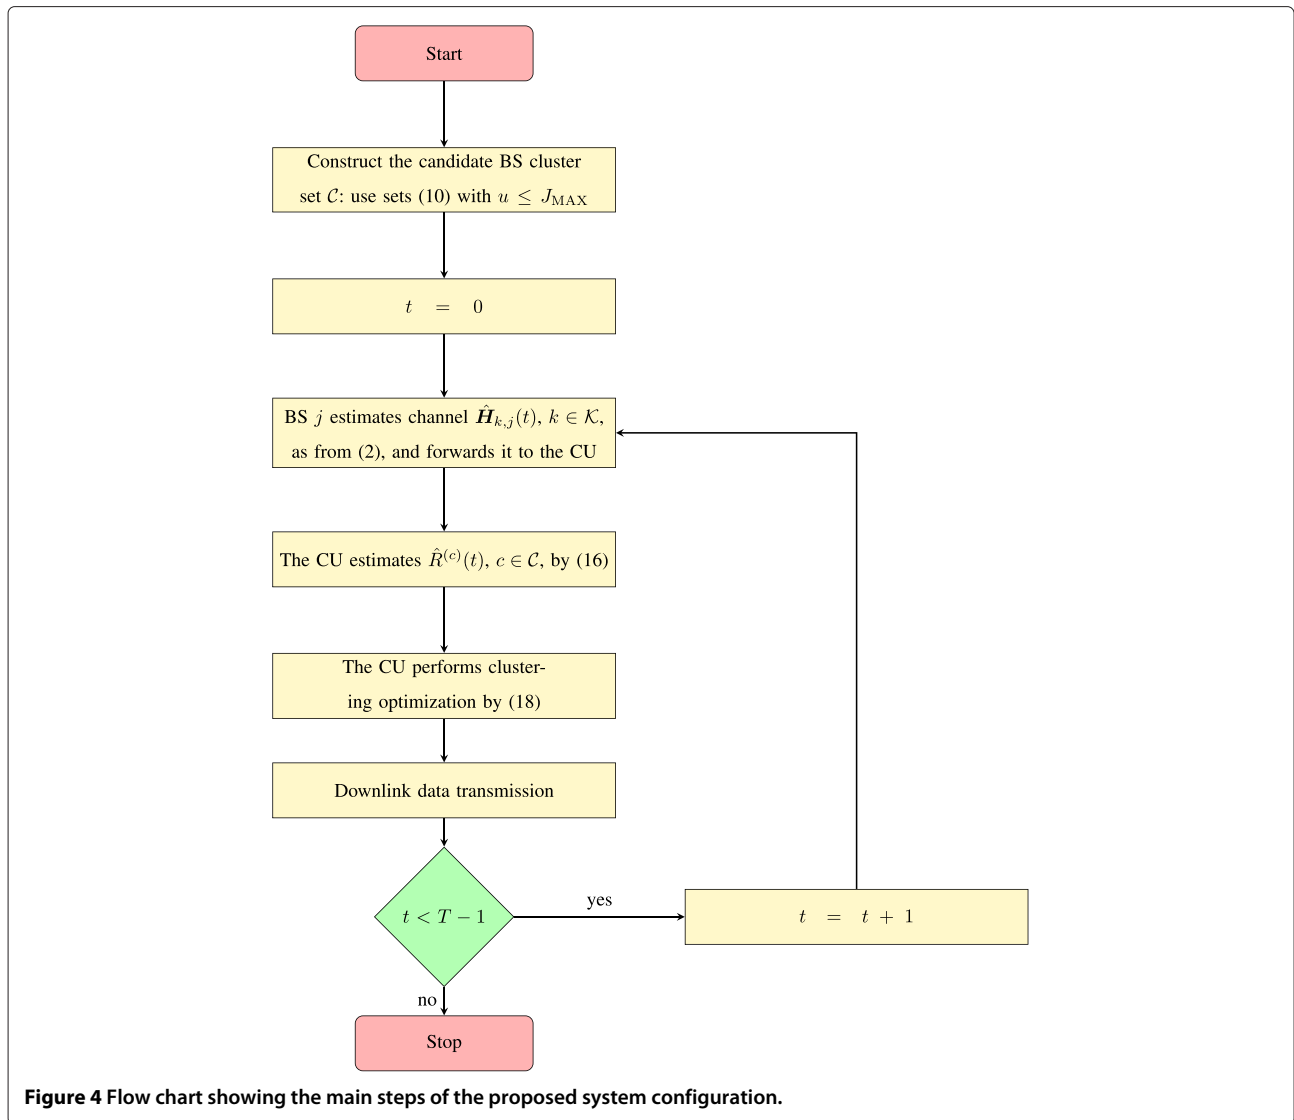 Start
Construct the candidate BS cluster
set 𝒞: use sets (10) with u ≤ J_MAX
t = 0
BS j estimates channel Ĥ_{k,j}(t), k ∈ 𝒦,
as from (2), and forwards it to the CU
The CU estimates R̂^{(c)}(t), c ∈ 𝒞, by (16)
The CU performs cluster-
ing optimization by (18)
Downlink data transmission
t < T − 1
yes
t = t + 1
no
Stop
Figure 4 Flow chart showing the main steps of the proposed system configuration.